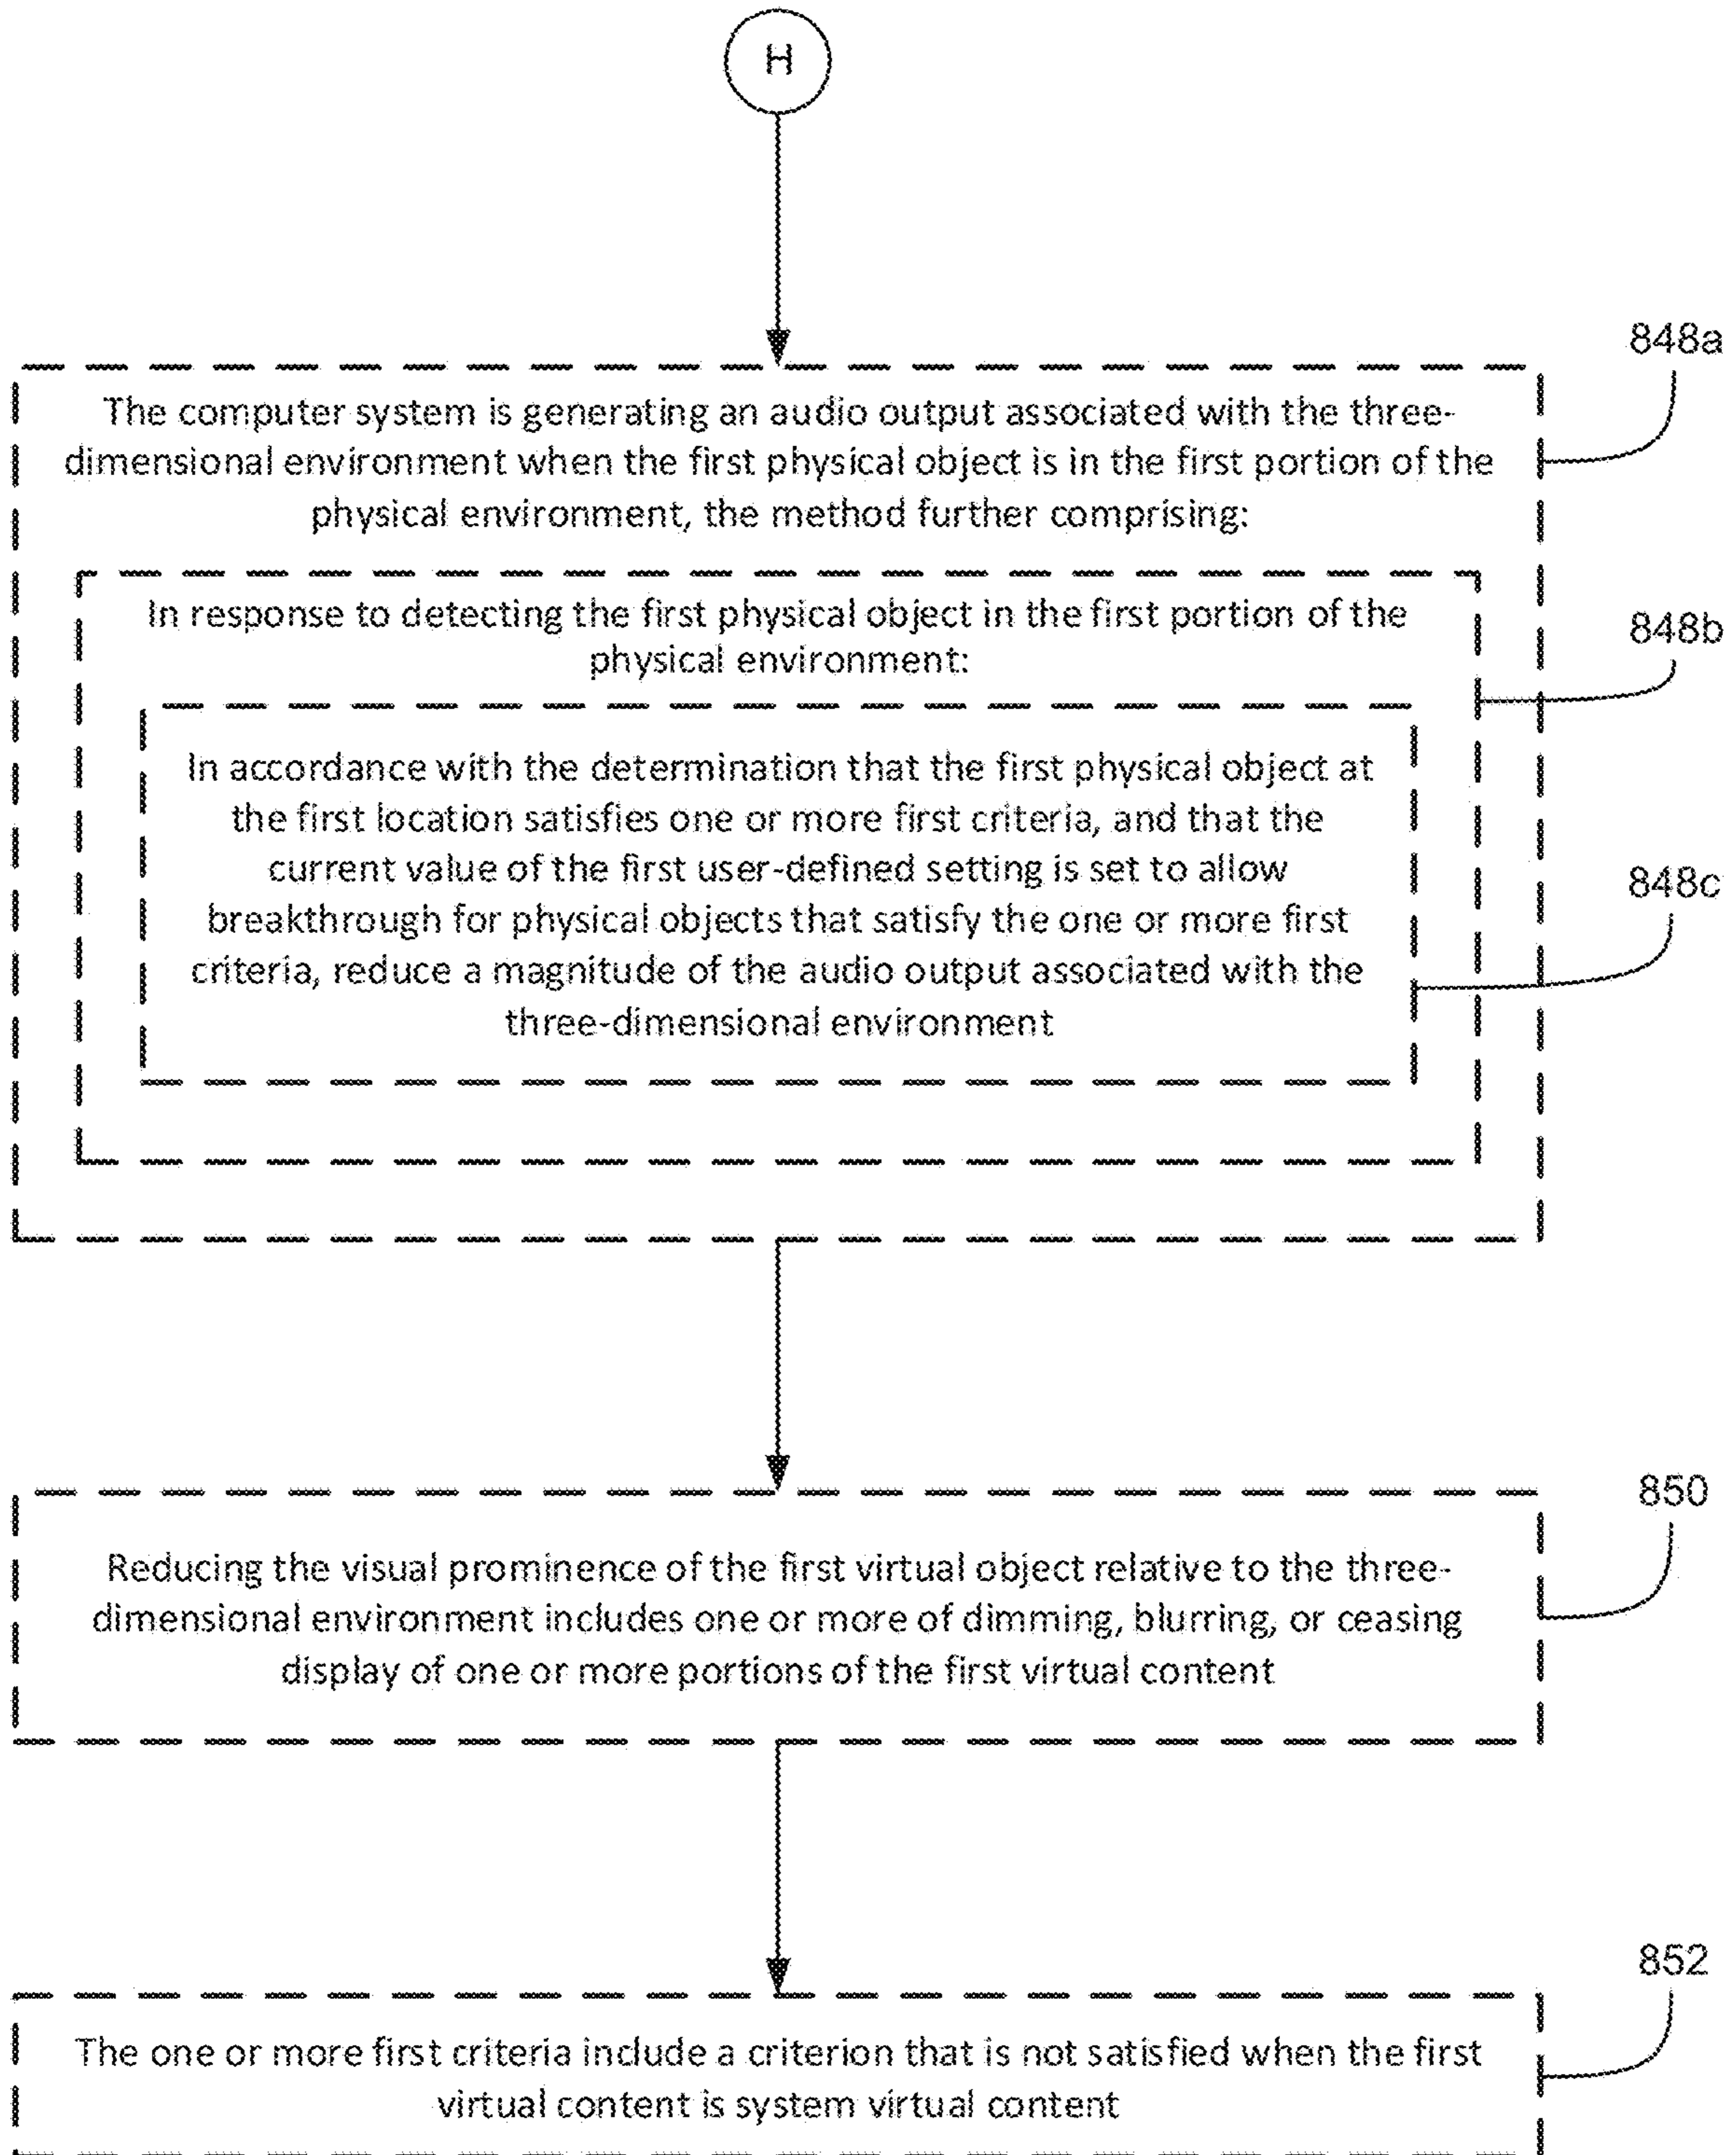 H
848a
The computer system is generating an audio output associated with the three-
dimensional environment when the first physical object is in the first portion of the
physical environment, the method further comprising:
848b
In response to detecting the first physical object in the first portion of the
physical environment:
848c
In accordance with the determination that the first physical object at
the first location satisfies one or more first criteria, and that the
current value of the first user-defined setting is set to allow
breakthrough for physical objects that satisfy the one or more first
criteria, reduce a magnitude of the audio output associated with the
three-dimensional environment
850
Reducing the visual prominence of the first virtual object relative to the three-
dimensional environment includes one or more of dimming, blurring, or ceasing
display of one or more portions of the first virtual content
852
The one or more first criteria include a criterion that is not satisfied when the first
virtual content is system virtual content